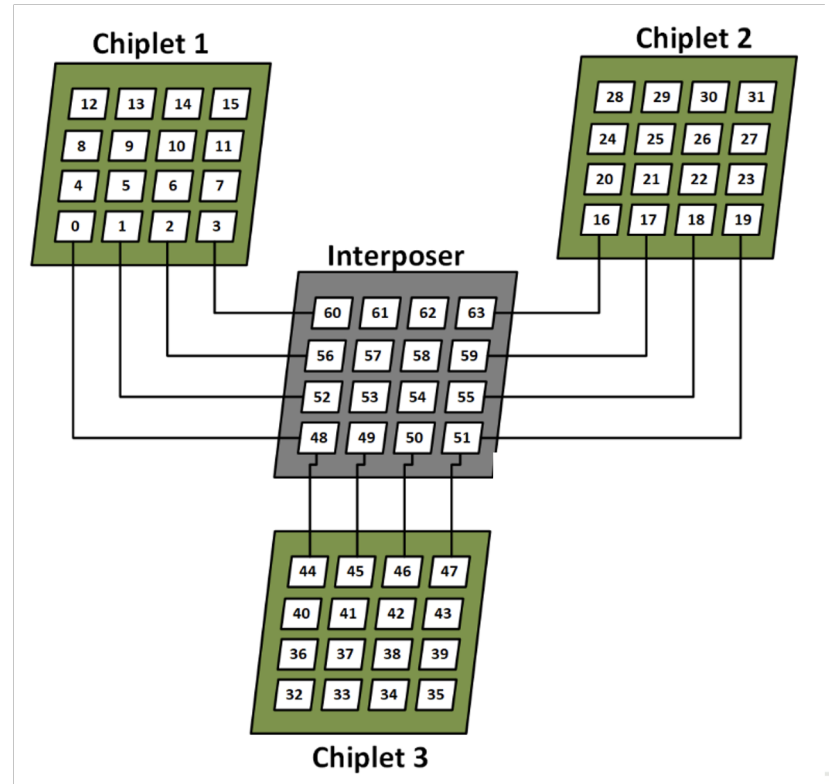 Chiplet 1
12 13 14 15
8 9 10 11
4 5 6 7
0 1 2 3
Chiplet 2
28 29 30 31
24 25 26 27
20 21 22 23
16 17 18 19
Interposer
60 61 62 63
56 57 58 59
52 53 54 55
48 49 50 51
44 45 46 47
40 41 42 43
36 37 38 39
32 33 34 35
Chiplet 3